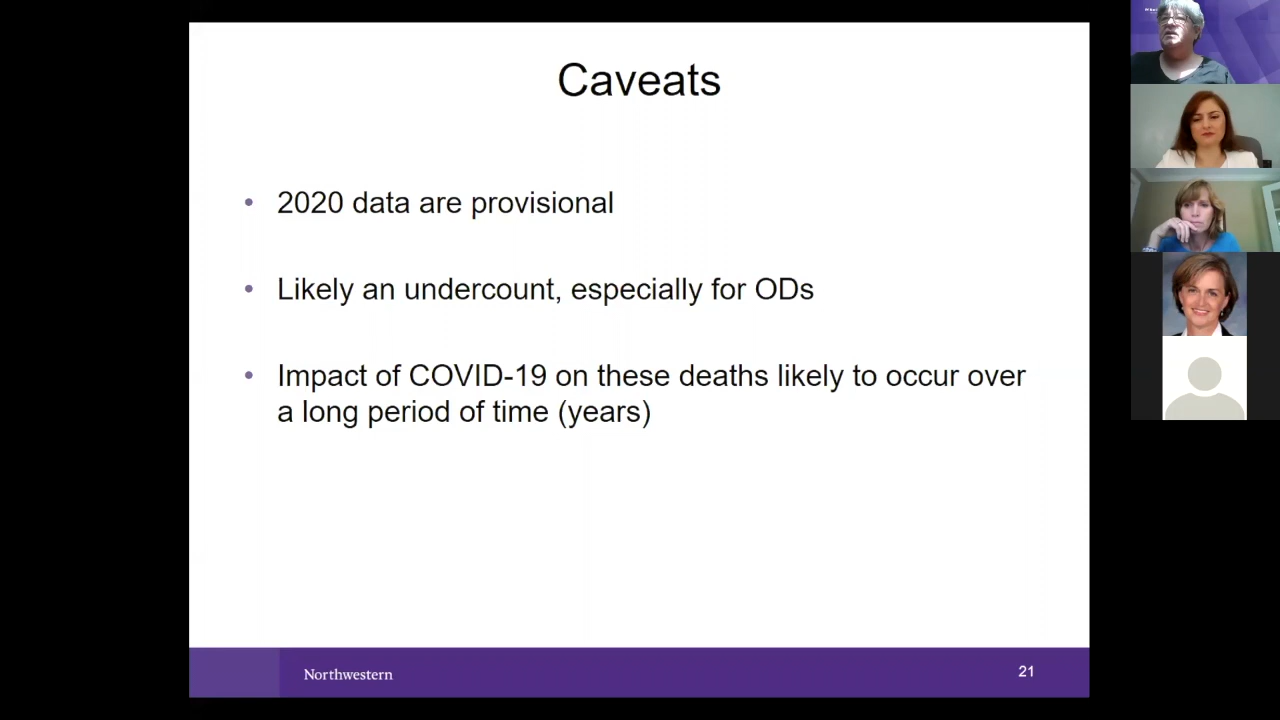 Caveats
• 2020 data are provisional
• Likely an undercount, especially for ODs
• Impact of COVID-19 on these deaths likely to occur over
a long period of time (years)
Northwestern
21